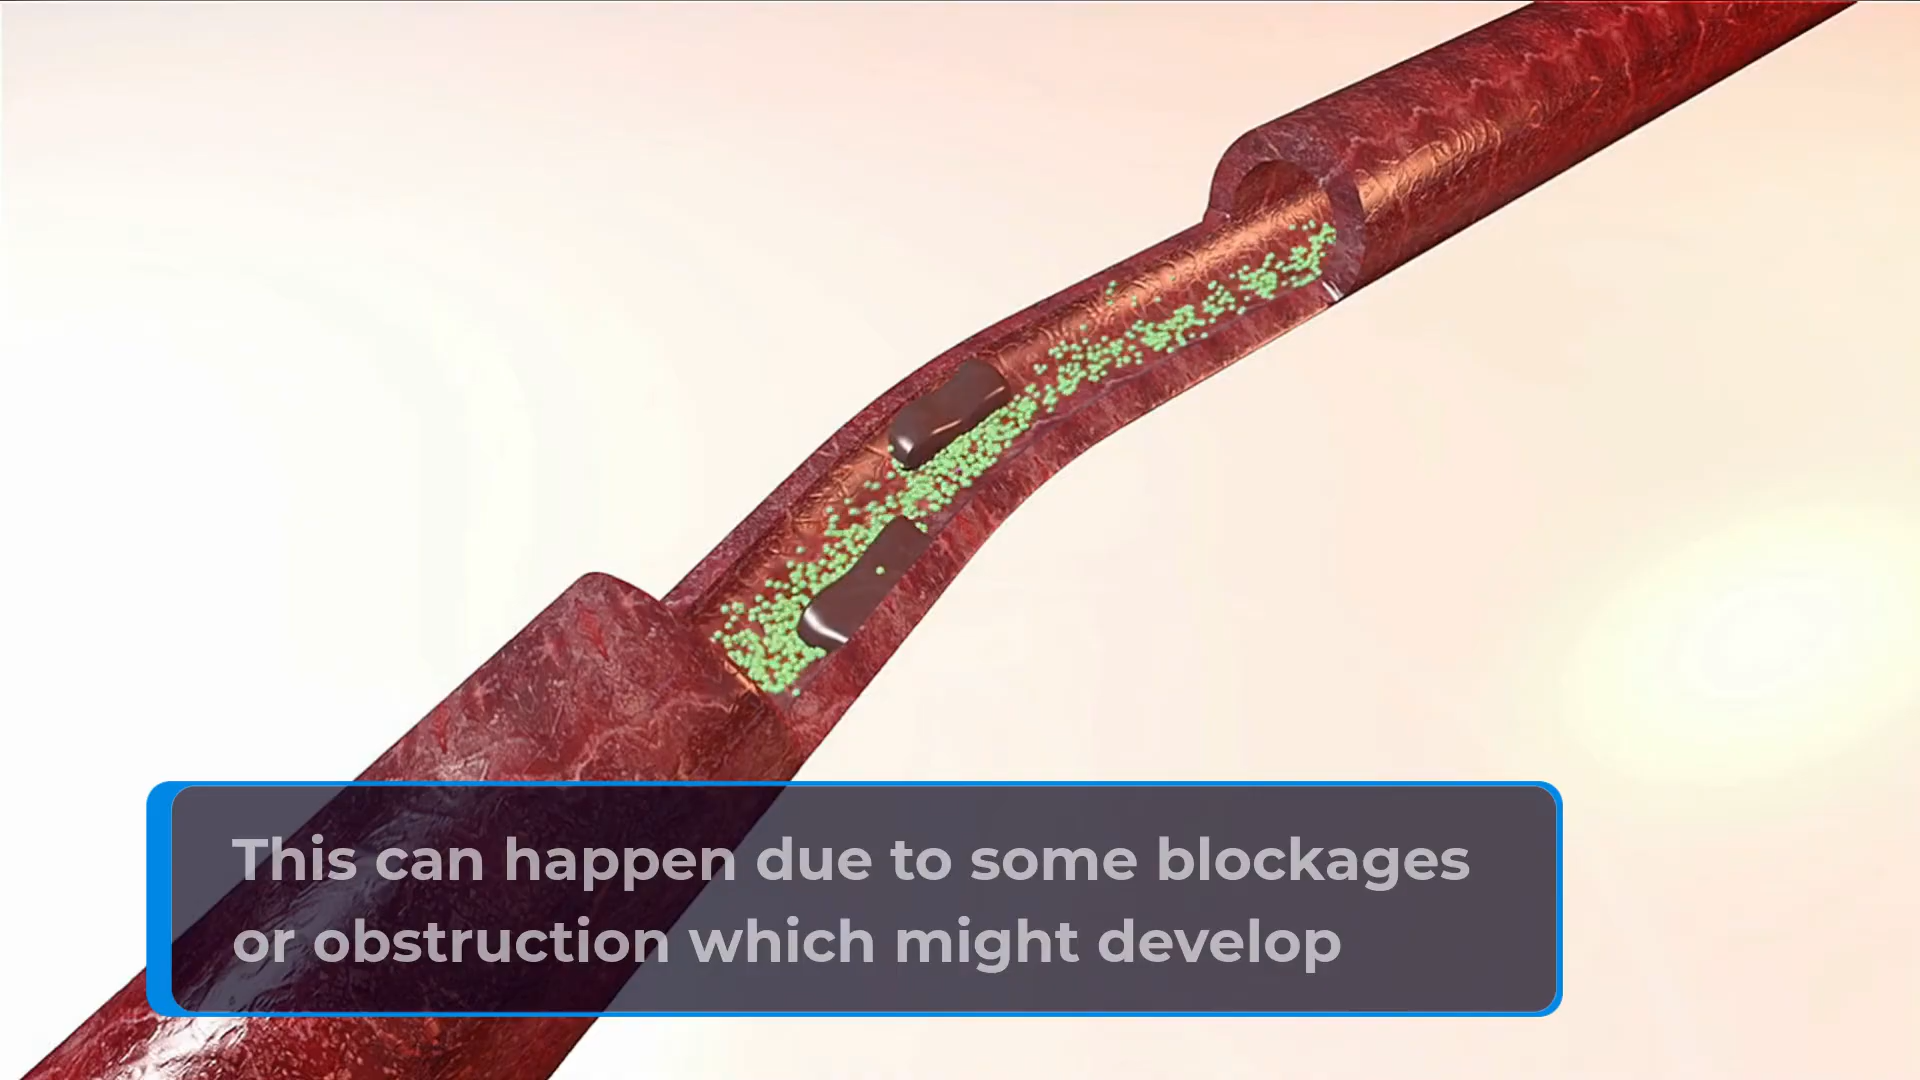 This can happen due to some blockages
or obstruction which might develop